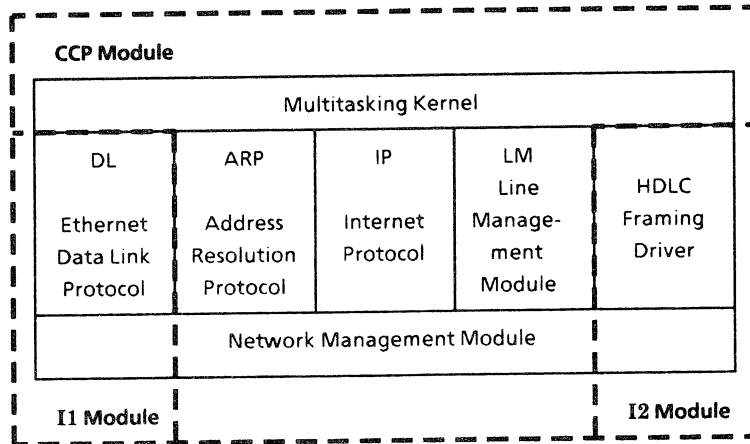 CCP Module
Multitasking Kernel
DL
Ethernet
Data Link
Protocol
ARP
Address
Resolution
Protocol
IP
Internet
Protocol
LM
Line
Manage-
ment
Module
HDLC
Framing
Driver
Network Management Module
I1 Module
I2 Module